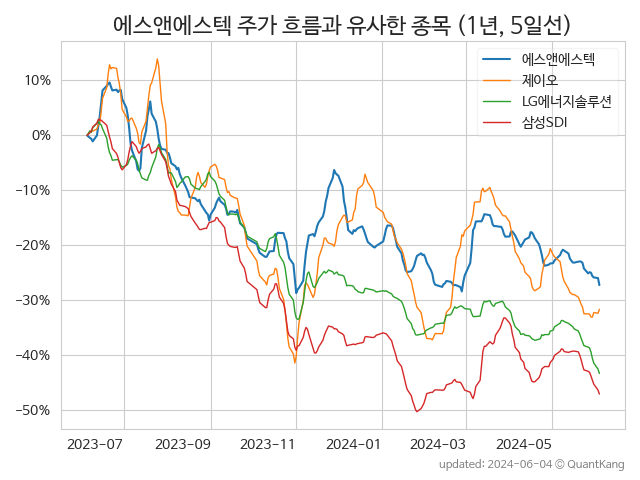 에스앤에스텍 주가 흐름과 유사한 종목 (1년, 5일선)
에스앤에스텍
제이오
LG에너지솔루션
삼성SDI
10%
0%
−10%
−20%
−30%
−40%
−50%
2023-07 2023-09 2023-11 2024-01 2024-03 2024-05
updated: 2024-06-04 © QuantKang